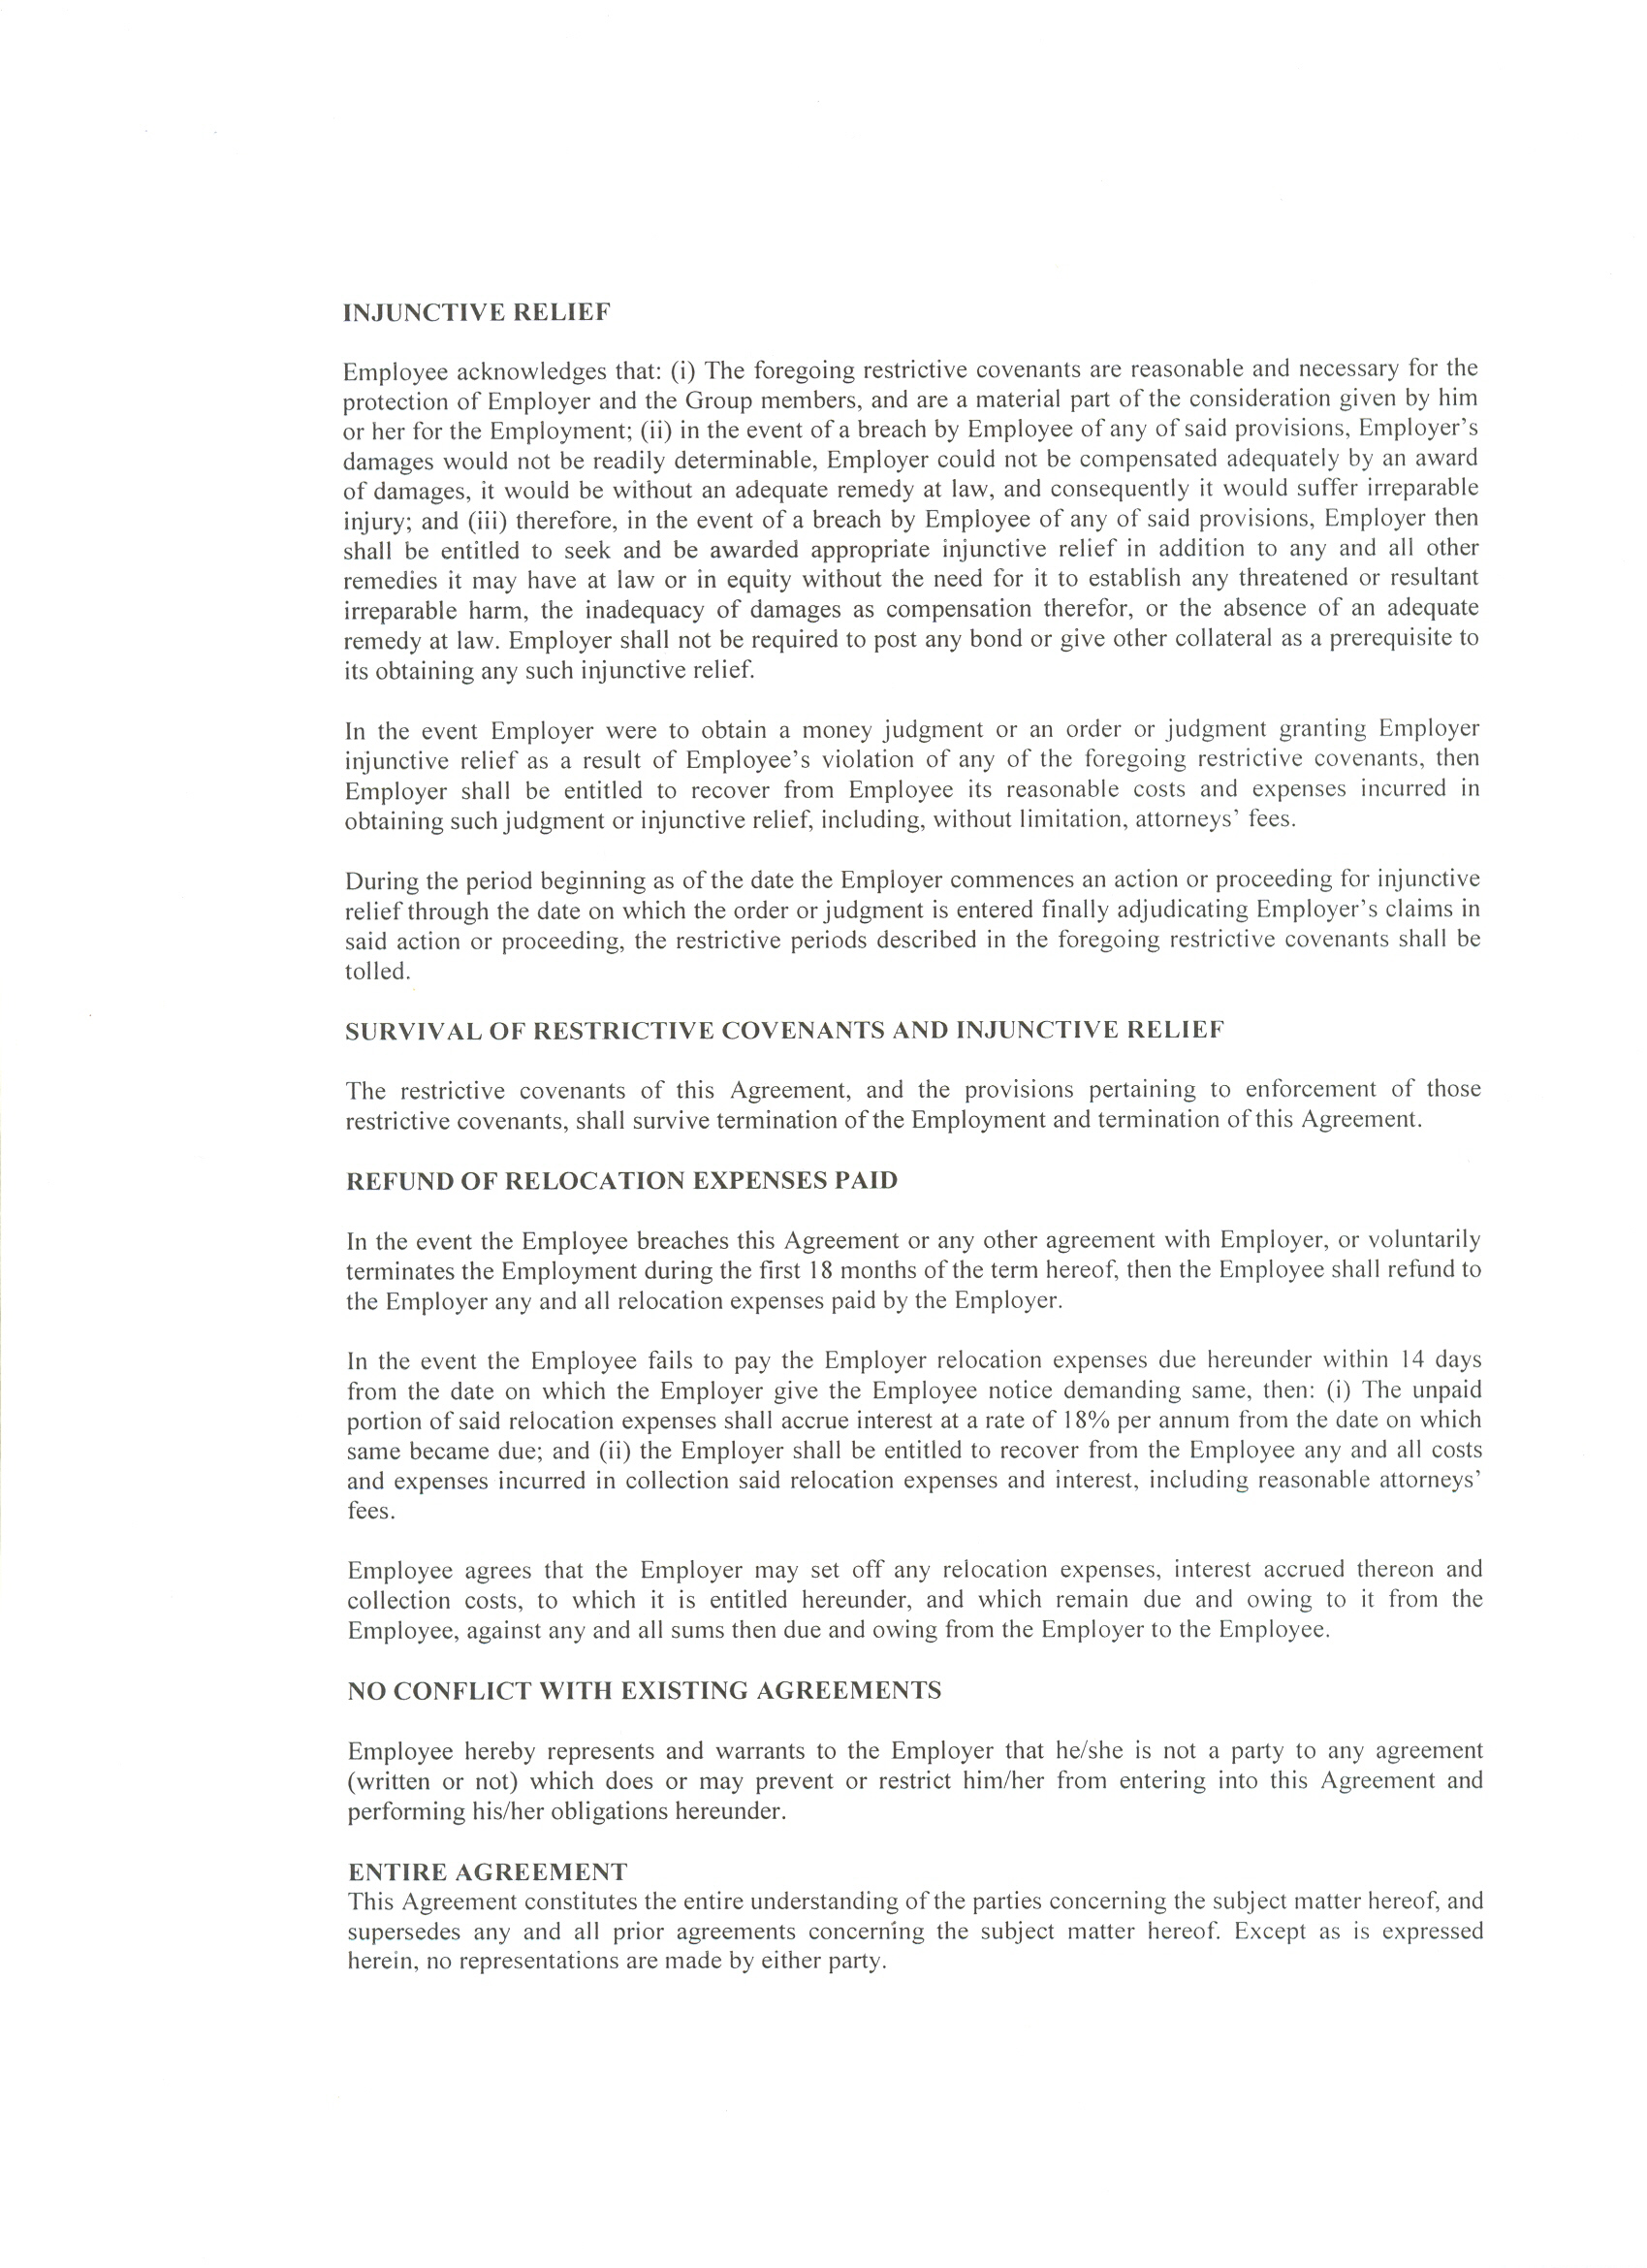 INJUNCTIVE RELIEF
Employee acknowledges that: (i) The foregoing restrictive covenants are reasonable and necessary for the
protection of Employer and the Group members, and are a material part of the consideration given by him
or her for the Employment; (ii) in the event of a breach by Employee of any of said provisions, Employer's
damages would not be readily determinable, Employer could not be compensated adequately by an award
of damages, it would be without an adequate remedy at law, and consequently it would suffer irreparable
injury; and (iii) therefore, in the event of a breach by Employee of any of said provisions, Employer then
shall be entitled to seek and be awarded appropriate injunctive relief in addition to any and all other
remedies it may have at law or in equity without the need for it to establish any threatened or resultant
irreparable harm, the inadequacy of damages as compensation therefor, or the absence of an adequate
remedy at law. Employer shall not be required to post any bond or give other collateral as a prerequisite to
its obtaining any such injunctive relief.
In the event Employer were to obtain a money judgment or an order or judgment granting Employer
injunctive relief as a result of Employee's violation of any of the foregoing restrictive covenants, then
Employer shall be entitled to recover from Employee its reasonable costs and expenses incurred in
obtaining such judgment or injunctive relief, including, without limitation, attorneys' fees.
During the period beginning as of the date the Employer commences an action or proceeding for injunctive
relief through the date on which the order or judgment is entered finally adjudicating Employer's claims in
said action or proceeding, the restrictive periods described in the foregoing restrictive covenants shall be
tolled.
SURVIVAL OF RESTRICTIVE COVENANTS AND INJUNCTIVE RELIEF
The restrictive covenants of this Agreement, and the provisions pertaining to enforcement of those
restrictive covenants, shall survive termination of the Employment and termination of this Agreement.
REFUND OF RELOCATION EXPENSES PAID
In the event the Employee breaches this Agreement or any other agreement with Employer, or voluntarily
terminates the Employment during the first 18 months of the term hereof, then the Employee shall refund to
the Employer any and all relocation expenses paid by the Employer.
In the event the Employee fails to pay the Employer relocation expenses due hereunder within 14 days
from the date on which the Employer give the Employee notice demanding same, then: (i) The unpaid
portion of said relocation expenses shall accrue interest at a rate of 18% per annum from the date on which
same became due; and (ii) the Employer shall be entitled to recover from the Employee any and all costs
and expenses incurred in collection said relocation expenses and interest, including reasonable attorneys'
fees.
Employee agrees that the Employer may set off any relocation expenses, interest accrued thereon and
collection costs, to which it is entitled hereunder, and which remain due and owing to it from the
Employee, against any and all sums then due and owing from the Employer to the Employee.
NO CONFLICT WITH EXISTING AGREEMENTS
Employee hereby represents and warrants to the Employer that he/she is not a party to any agreement
(written or not) which does or may prevent or restrict him/her from entering into this Agreement and
performing his/her obligations hereunder.
ENTIRE AGREEMENT
This Agreement constitutes the entire understanding of the parties concerning the subject matter hereof, and
supersedes any and all prior agreements concerning the subject matter hereof. Except as is expressed
herein, no representations are made by either party.